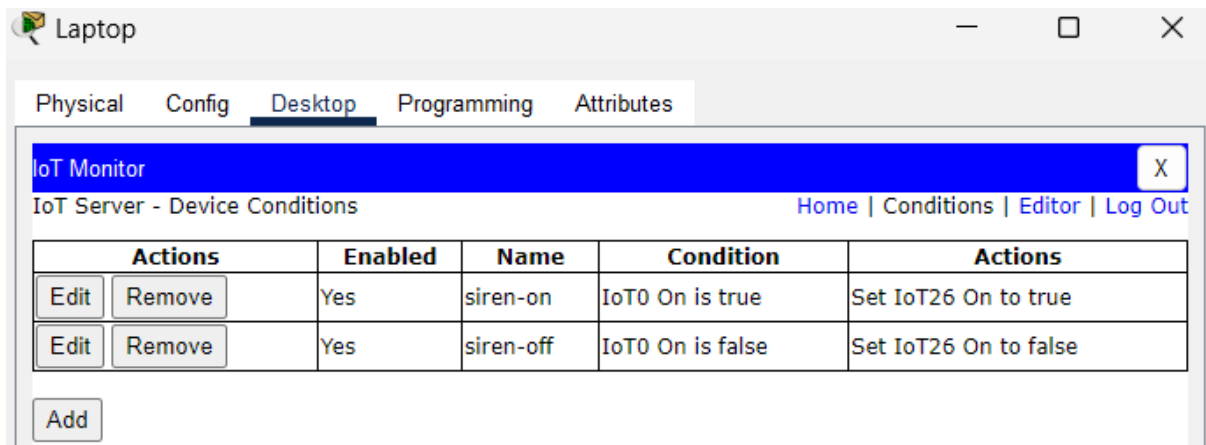 Laptop
Physical Config Desktop Programming Attributes
IoT Monitor X
IoT Server - Device Conditions Home | Conditions | Editor | Log Out
Actions Enabled Name Condition Actions
Edit Remove Yes siren-on IoT0 On is true Set IoT26 On to true
Edit Remove Yes siren-off IoT0 On is false Set IoT26 On to false
Add